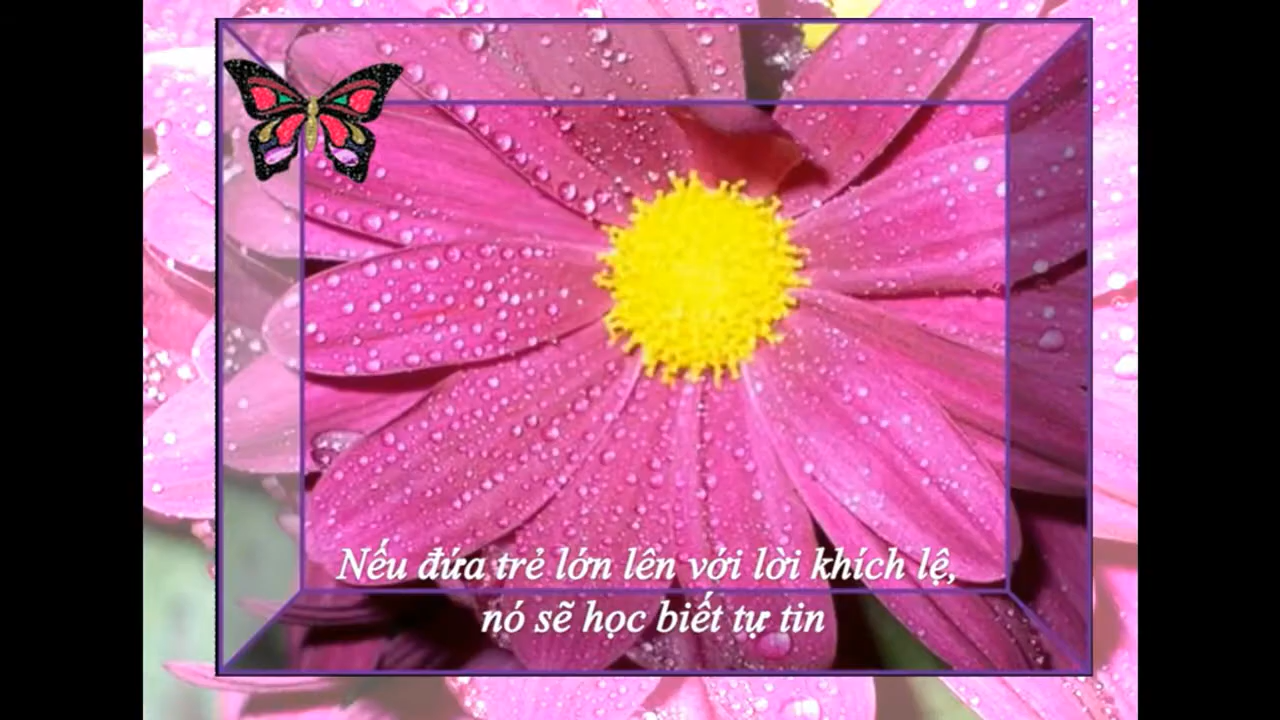 Nếu đứa trẻ lớn lên với lời khích lệ,
nó sẽ học biết tự tin